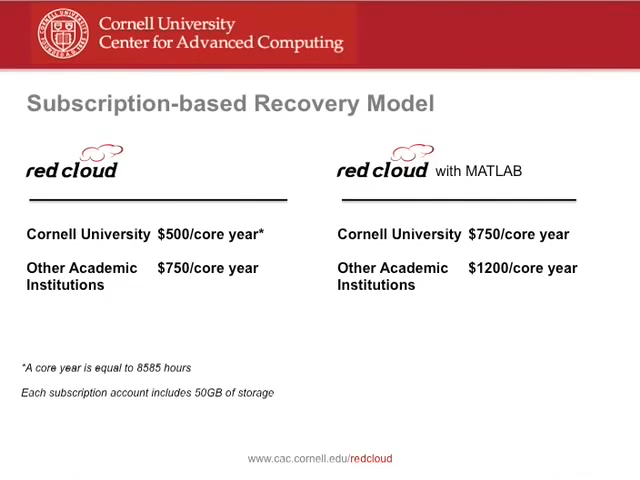 Cornell University
Center for Advanced Computing
Subscription-based Recovery Model
red cloud
Cornell University $500/core year*
Other Academic $750/core year
Institutions
red cloud with MATLAB
Cornell University $750/core year
Other Academic $1200/core year
Institutions
*A core year is equal to 8585 hours
Each subscription account includes 50GB of storage
www.cac.cornell.edu/redcloud